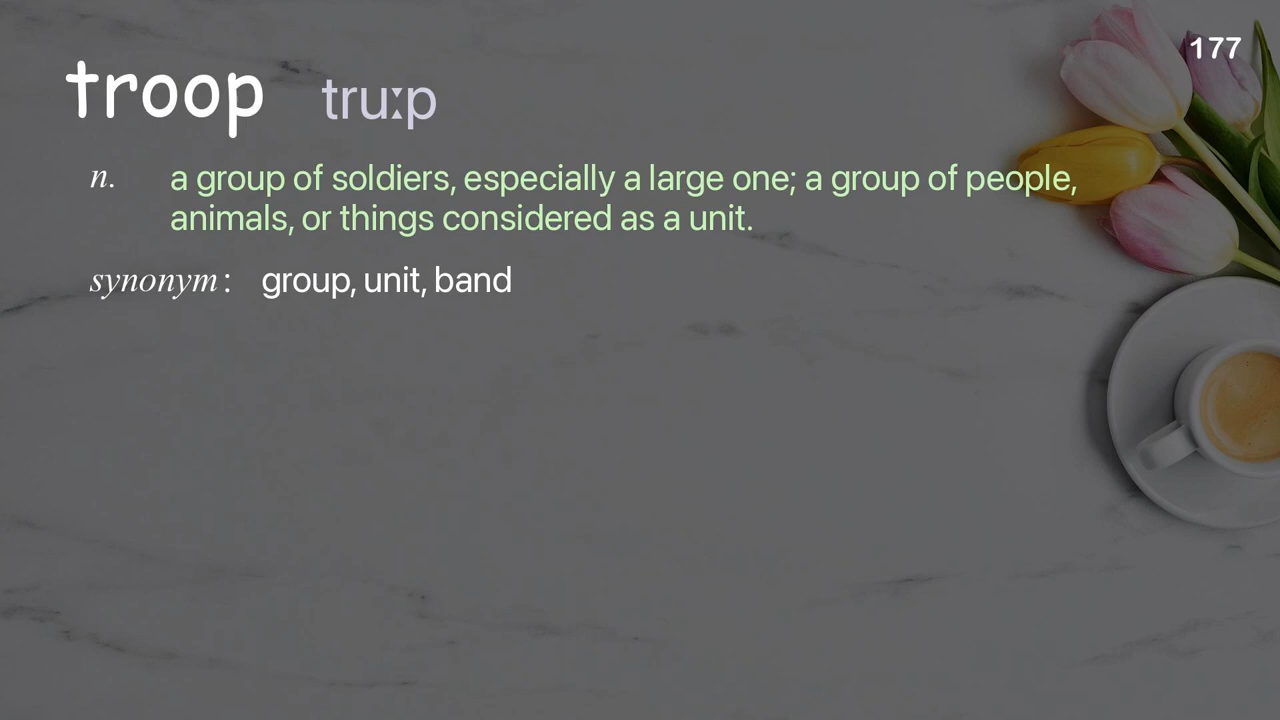 177
troop truːp
n. a group of soldiers, especially a large one; a group of people,
animals, or things considered as a unit.
synonym: group, unit, band